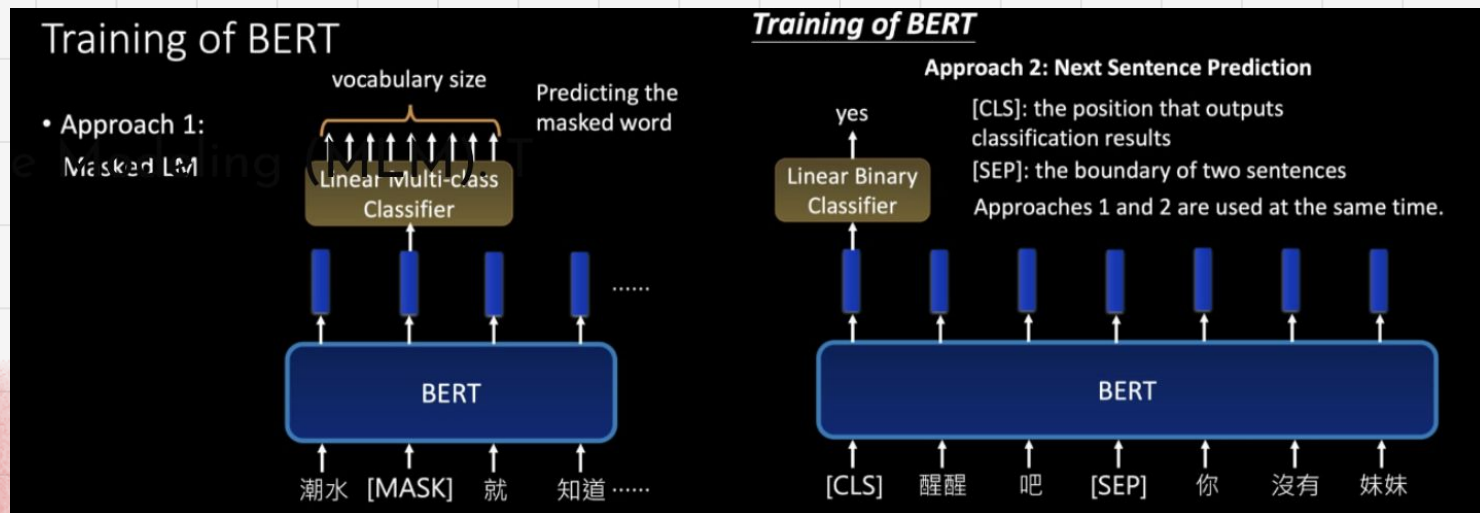 Training of BERT
• Approach 1:
Masked LM
vocabulary size
Predicting the
masked word
Linear Multi-class
Classifier
......
BERT
潮水 [MASK] 就 知道 ......
Training of BERT
Approach 2: Next Sentence Prediction
yes
[CLS]: the position that outputs
classification results
[SEP]: the boundary of two sentences
Approaches 1 and 2 are used at the same time.
Linear Binary
Classifier
BERT
[CLS] 醒醒 吧 [SEP] 你 沒有 妹妹
(MLM).